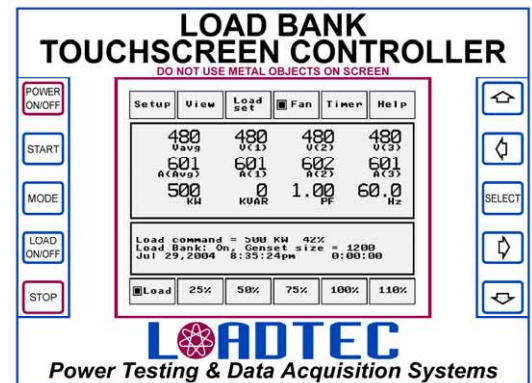 LOAD BANK
TOUCHSCREEN CONTROLLER
DO NOT USE METAL OBJECTS ON SCREEN
POWER ON/OFF
START
MODE
LOAD ON/OFF
STOP
Setup View Load set Fan Timer Help
480 480 480 480
Vavg V(1) V(2) V(3)
601 601 602 601
A(Avg) A(1) A(2) A(3)
500 0 1.00 60.0
KW KVAR PF Hz
Load command = 500 KW 42%
Load Bank: On, Genset size = 1200
Jul 29,2004 8:35:24pm 0:00:00
Load 25% 50% 75% 100% 110%
SELECT
LOADTEC
Power Testing & Data Acquisition Systems